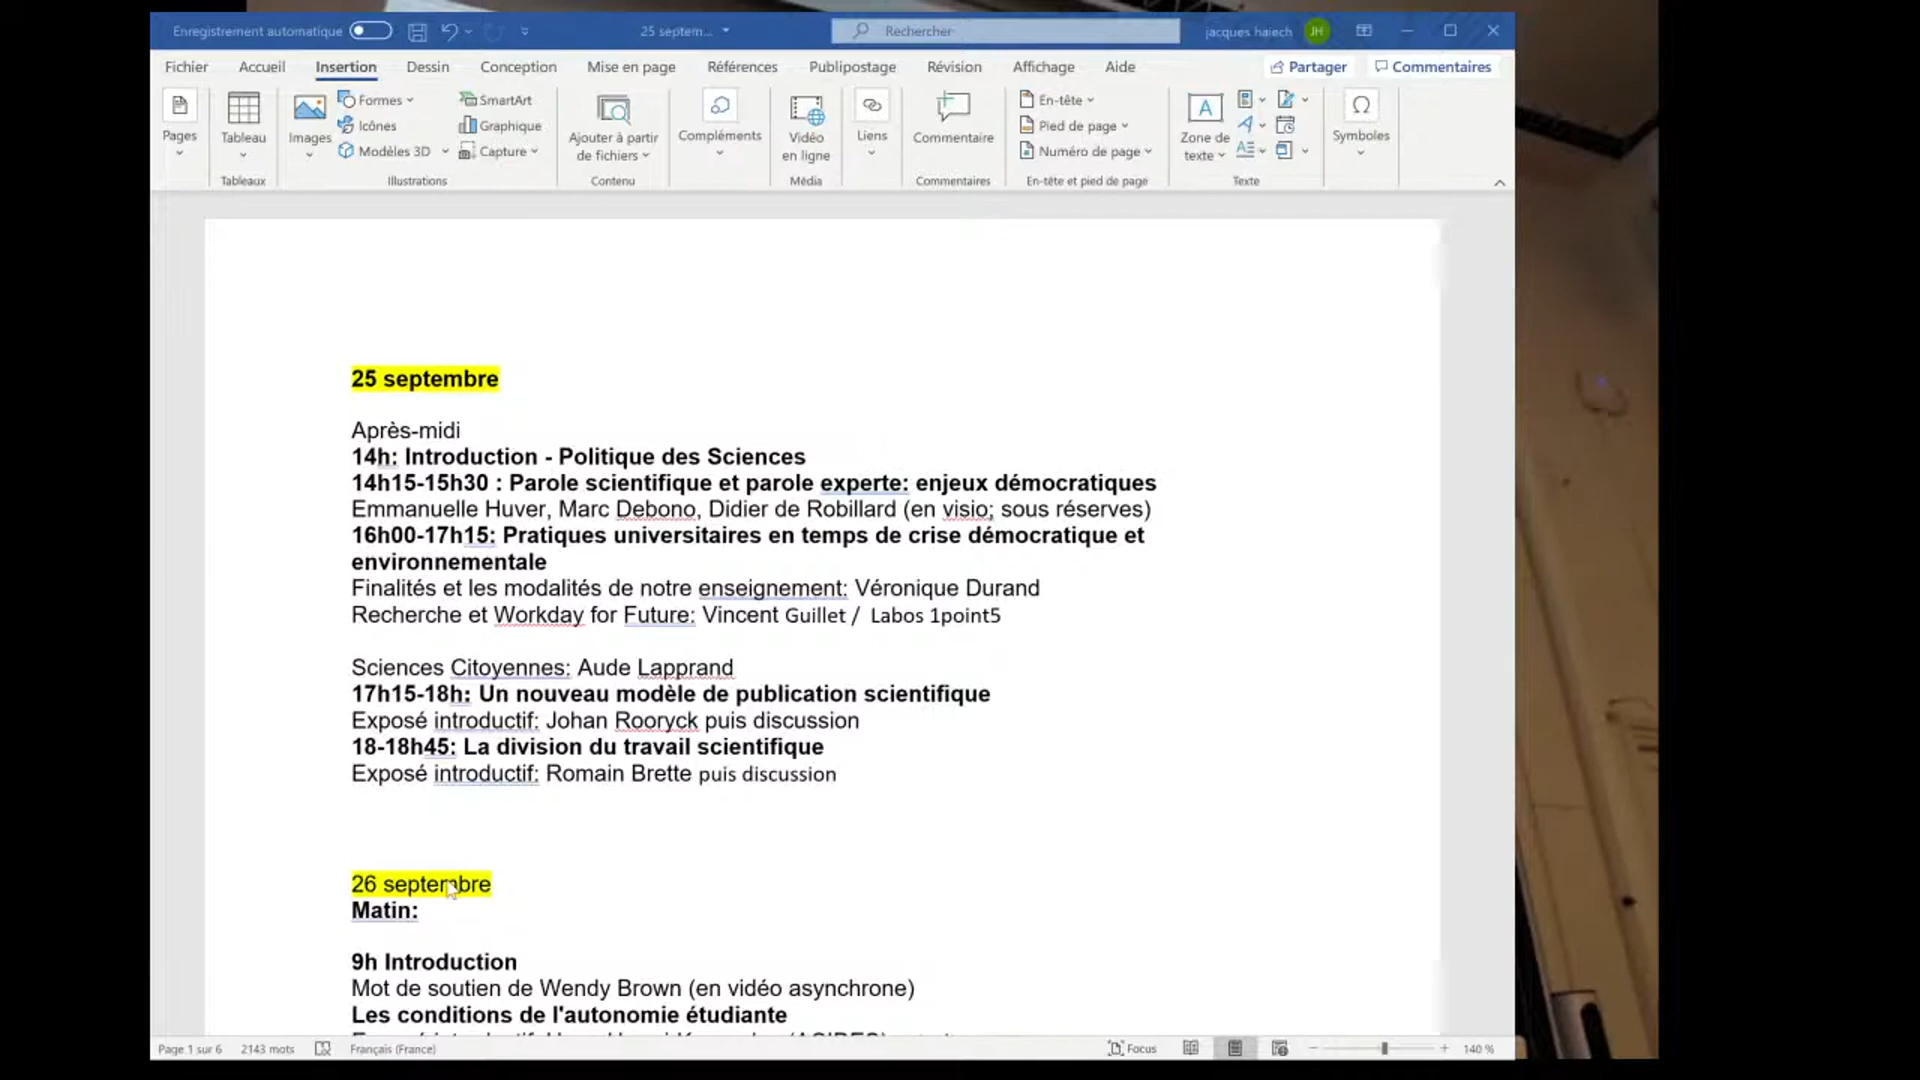 Enregistrement automatique
25 septem...
Rechercher
jacques haiech
JH
Fichier Accueil Insertion Dessin Conception Mise en page Références Publipostage Révision Affichage Aide Partager Commentaires
Pages
Tableau
Tableaux
Images
Formes
Icônes
Modèles 3D
SmartArt
Graphique
Capture
Illustrations
Ajouter à partir
de fichiers
Contenu
Compléments
Vidéo
en ligne
Média
Liens
Commentaire
Commentaires
En-tête
Pied de page
Numéro de page
En-tête et pied de page
Zone de
texte
Texte
Symboles
25 septembre
Après-midi
14h: Introduction - Politique des Sciences
14h15-15h30 : Parole scientifique et parole experte: enjeux démocratiques
Emmanuelle Huver, Marc Debono, Didier de Robillard (en visio; sous réserves)
16h00-17h15: Pratiques universitaires en temps de crise démocratique et
environnementale
Finalités et les modalités de notre enseignement: Véronique Durand
Recherche et Workday for Future: Vincent Guillet / Labos 1point5
Sciences Citoyennes: Aude Lapprand
17h15-18h: Un nouveau modèle de publication scientifique
Exposé introductif: Johan Rooryck puis discussion
18-18h45: La division du travail scientifique
Exposé introductif: Romain Brette puis discussion
26 septembre
Matin:
9h Introduction
Mot de soutien de Wendy Brown (en vidéo asynchrone)
Les conditions de l'autonomie étudiante
Page 1 sur 6
2143 mots
Français (France)
Focus
140 %